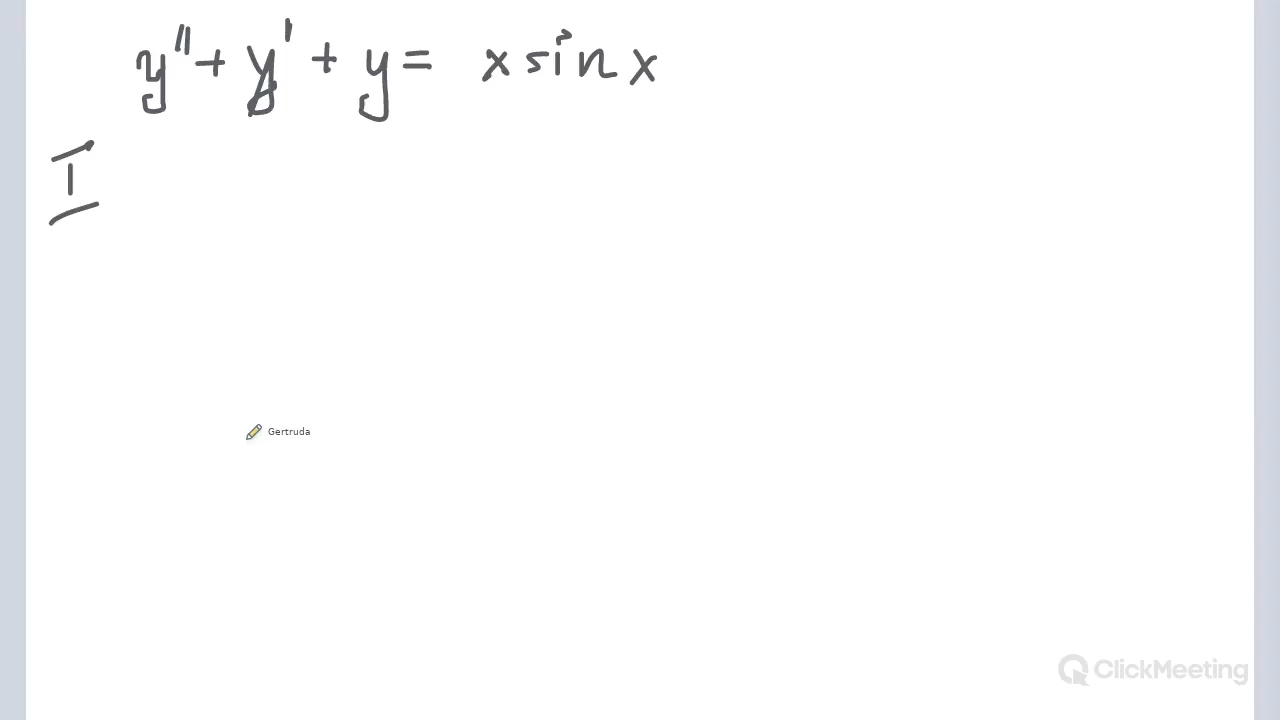 y'' + y' + y = x sin x
I
Gertruda
ClickMeeting